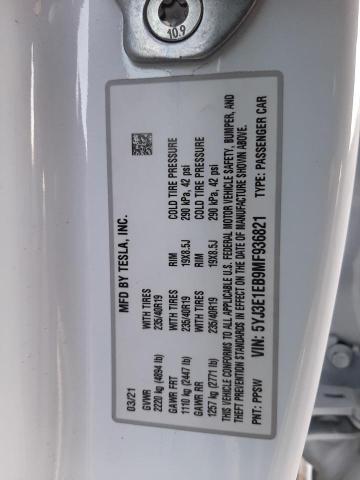 10.9
MFD BY TESLA, INC.
03/21
GVWR WITH TIRES RIM COLD TIRE PRESSURE
2220 kg (4894 lb) 235/40R19 19X8.5J 290 kPa, 42 psi
GAWR FRT WITH TIRES RIM COLD TIRE PRESSURE
1110 kg (2447 lb) 235/40R19 19X8.5J 290 kPa, 42 psi
GAWR RR
1257 kg (2771 lb)
THIS VEHICLE CONFORMS TO ALL APPLICABLE U.S. FEDERAL MOTOR VEHICLE SAFETY, BUMPER, AND
THEFT PREVENTION STANDARDS IN EFFECT ON THE DATE OF MANUFACTURE SHOWN ABOVE.
VIN: 5YJ3E1EB9MF936821 TYPE: PASSENGER CAR
PNT: PPSW